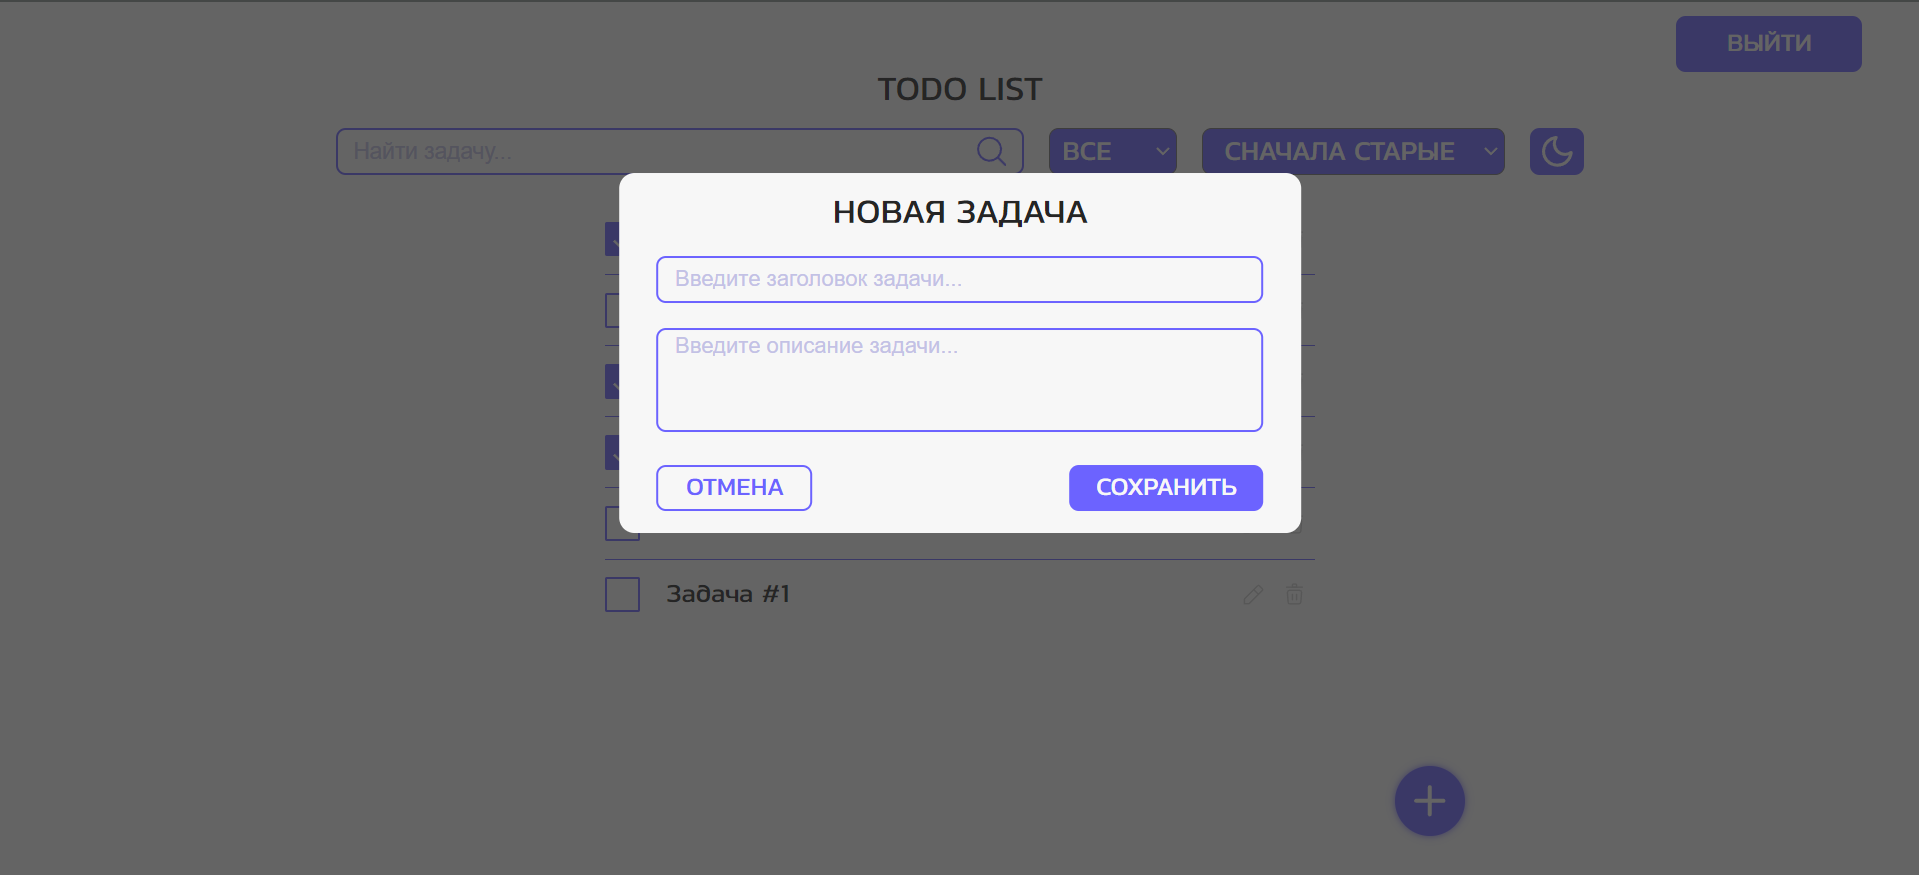 ВЫЙТИ
TODO LIST
Найти задачу...
ВСЕ
СНАЧАЛА СТАРЫЕ
НОВАЯ ЗАДАЧА
Введите заголовок задачи...
Введите описание задачи...
ОТМЕНА
СОХРАНИТЬ
Задача #1